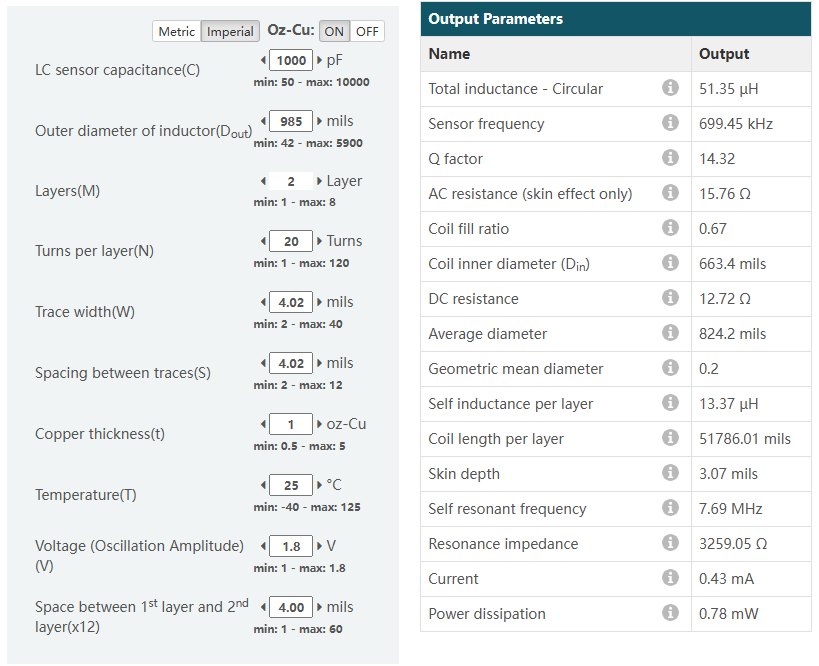 Metric Imperial Oz-Cu: ON OFF
LC sensor capacitance(C) 1000 pF
min: 50 - max: 10000
Outer diameter of inductor(Dout) 985 mils
min: 42 - max: 5900
Layers(M) 2 Layer
min: 1 - max: 8
Turns per layer(N) 20 Turns
min: 1 - max: 120
Trace width(W) 4.02 mils
min: 2 - max: 40
Spacing between traces(S) 4.02 mils
min: 2 - max: 12
Copper thickness(t) 1 oz-Cu
min: 0.5 - max: 5
Temperature(T) 25 °C
min: -40 - max: 125
Voltage (Oscillation Amplitude) 1.8 V
(V) min: 1 - max: 1.8
Space between 1st layer and 2nd 4.00 mils
layer(x12) min: 1 - max: 60
Output Parameters
Name Output
Total inductance - Circular 51.35 μH
Sensor frequency 699.45 kHz
Q factor 14.32
AC resistance (skin effect only) 15.76 Ω
Coil fill ratio 0.67
Coil inner diameter (Din) 663.4 mils
DC resistance 12.72 Ω
Average diameter 824.2 mils
Geometric mean diameter 0.2
Self inductance per layer 13.37 μH
Coil length per layer 51786.01 mils
Skin depth 3.07 mils
Self resonant frequency 7.69 MHz
Resonance impedance 3259.05 Ω
Current 0.43 mA
Power dissipation 0.78 mW